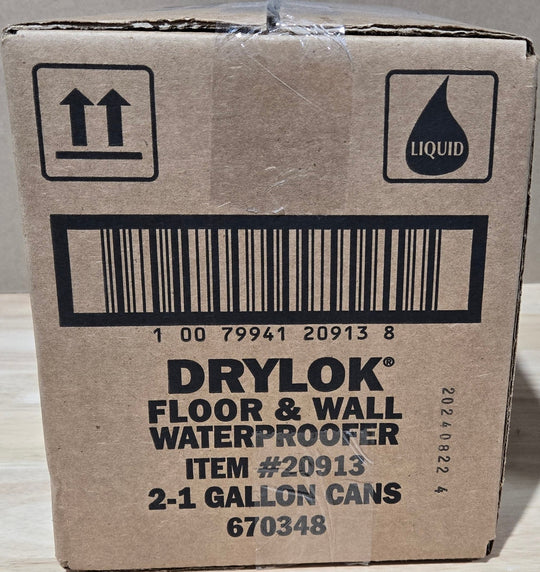 LIQUID
1 00 79941 20913 8
DRYLOK®
FLOOR & WALL
WATERPROOFER
ITEM #20913
2-1 GALLON CANS
670348
20240822 4